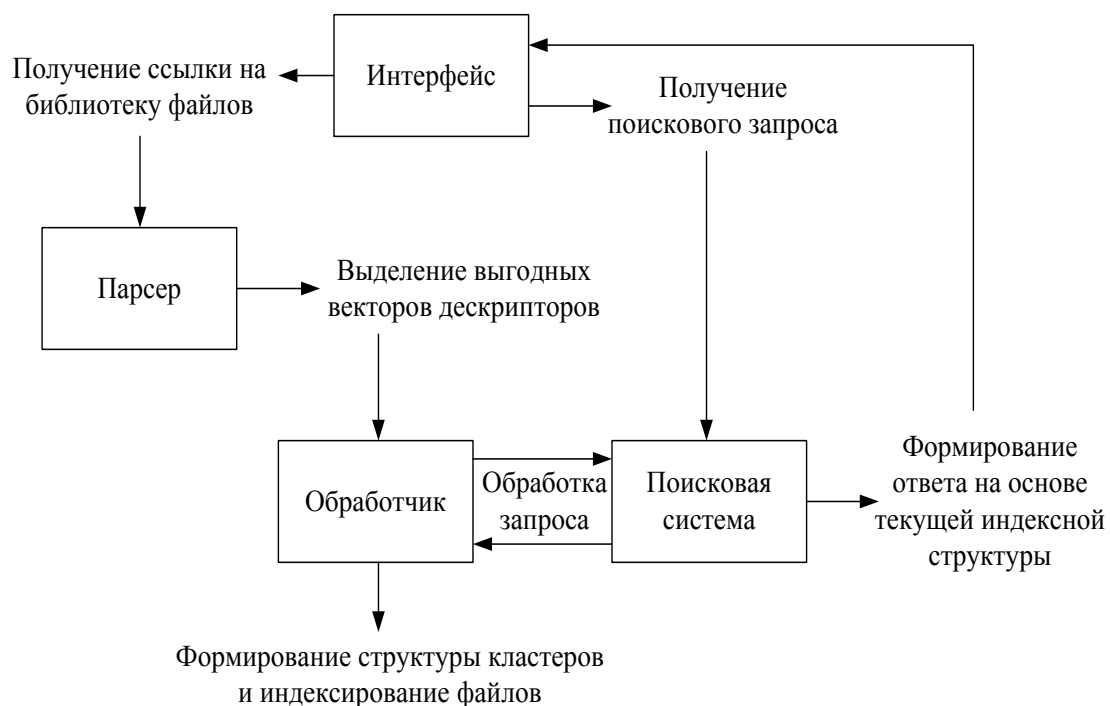 Получение ссылки на
библиотеку файлов
Интерфейс
Получение
поискового запроса
Парсер
Выделение выгодных
векторов дескрипторов
Обработчик
Обработка
запроса
Поисковая
система
Формирование
ответа на основе
текущей индексной
структуры
Формирование структуры кластеров
и индексирование файлов